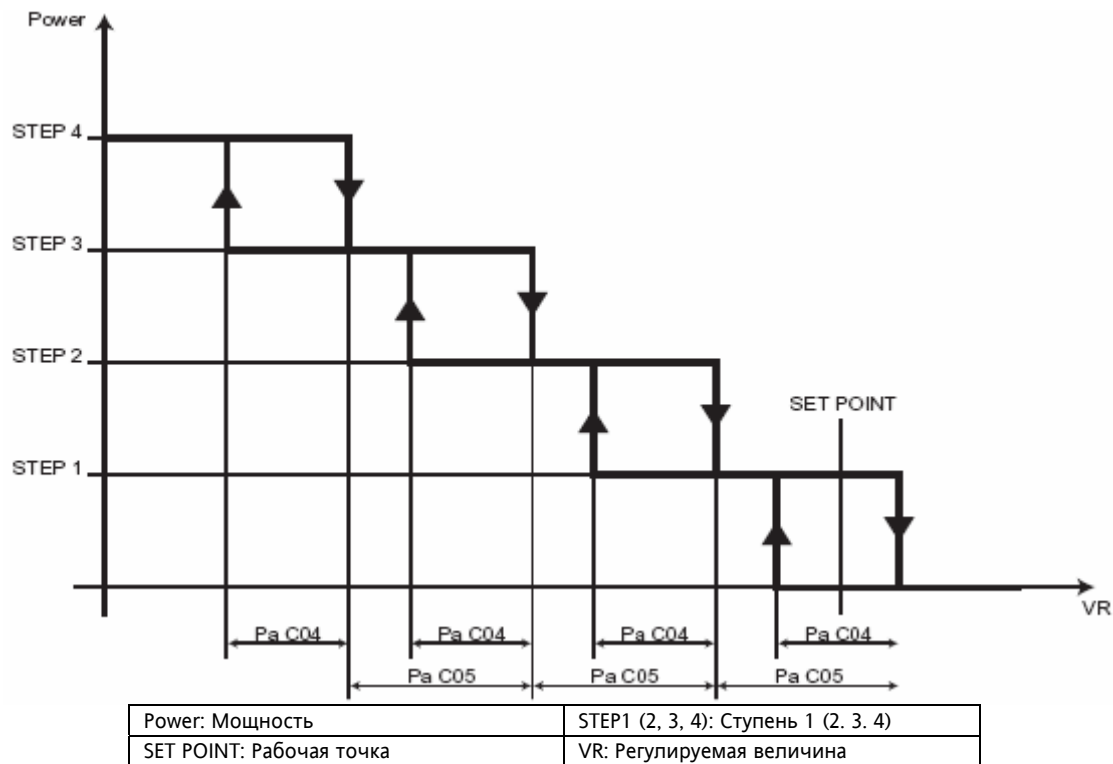 Power
STEP 4
STEP 3
STEP 2
SET POINT
STEP 1
VR
Pa C04 Pa C04 Pa C04 Pa C04
Pa C05 Pa C05 Pa C05
Power: Мощность STEP1 (2, 3, 4): Ступень 1 (2. 3. 4)
SET POINT: Рабочая точка VR: Регулируемая величина